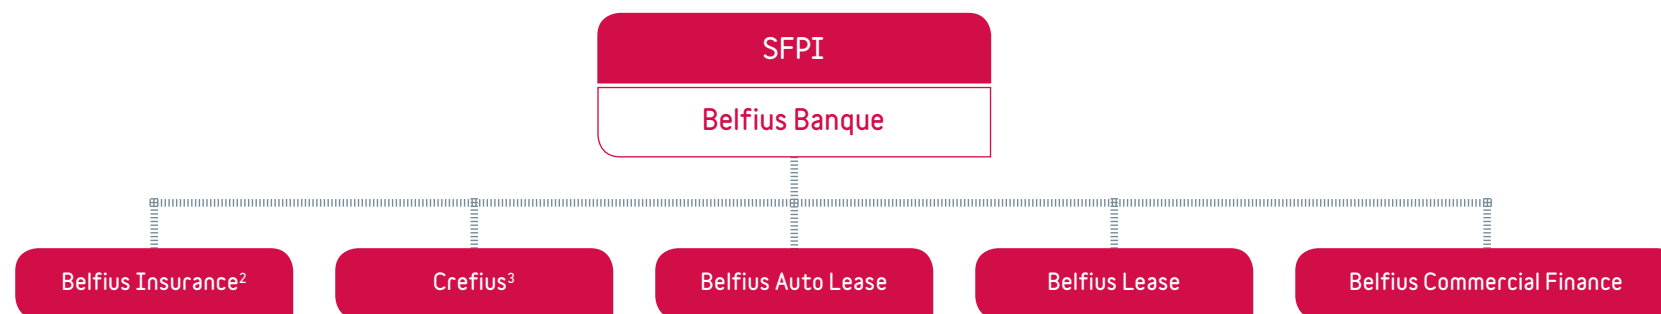 SFPI
Belfius Banque
Belfius Insurance²
Crefius³
Belfius Auto Lease
Belfius Lease
Belfius Commercial Finance